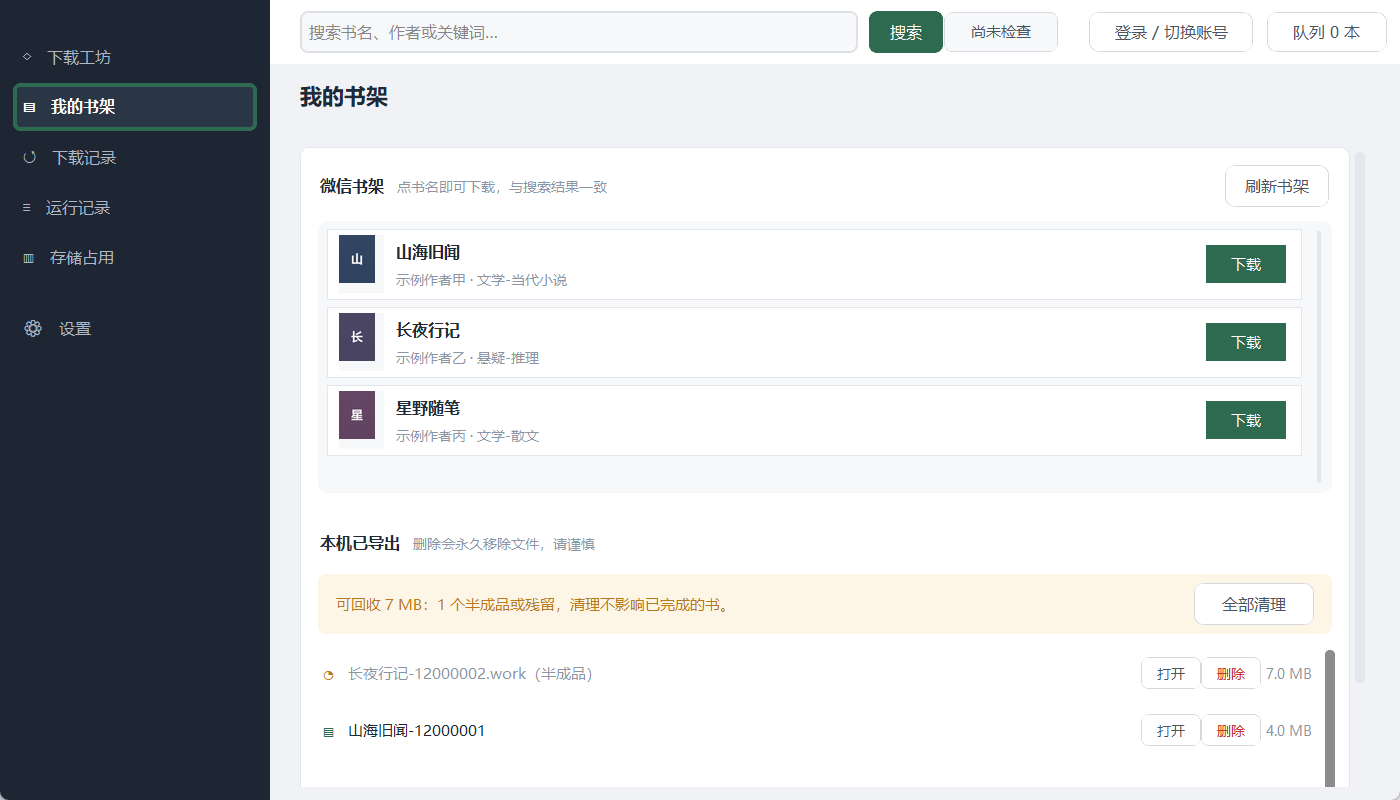 搜索书名、作者或关键词...
搜索
尚未检查
登录 / 切换账号
队列 0 本
下载工坊
我的书架
下载记录
运行记录
存储占用
设置
我的书架
微信书架 点书名即可下载，与搜索结果一致
刷新书架
山
山海旧闻
示例作者甲 · 文学-当代小说
下载
长
长夜行记
示例作者乙 · 悬疑-推理
下载
星
星野随笔
示例作者丙 · 文学-散文
下载
本机已导出 删除会永久移除文件，请谨慎
可回收 7 MB：1 个半成品或残留，清理不影响已完成的书。
全部清理
长夜行记-12000002.work（半成品）
打开 删除 7.0 MB
山海旧闻-12000001
打开 删除 4.0 MB